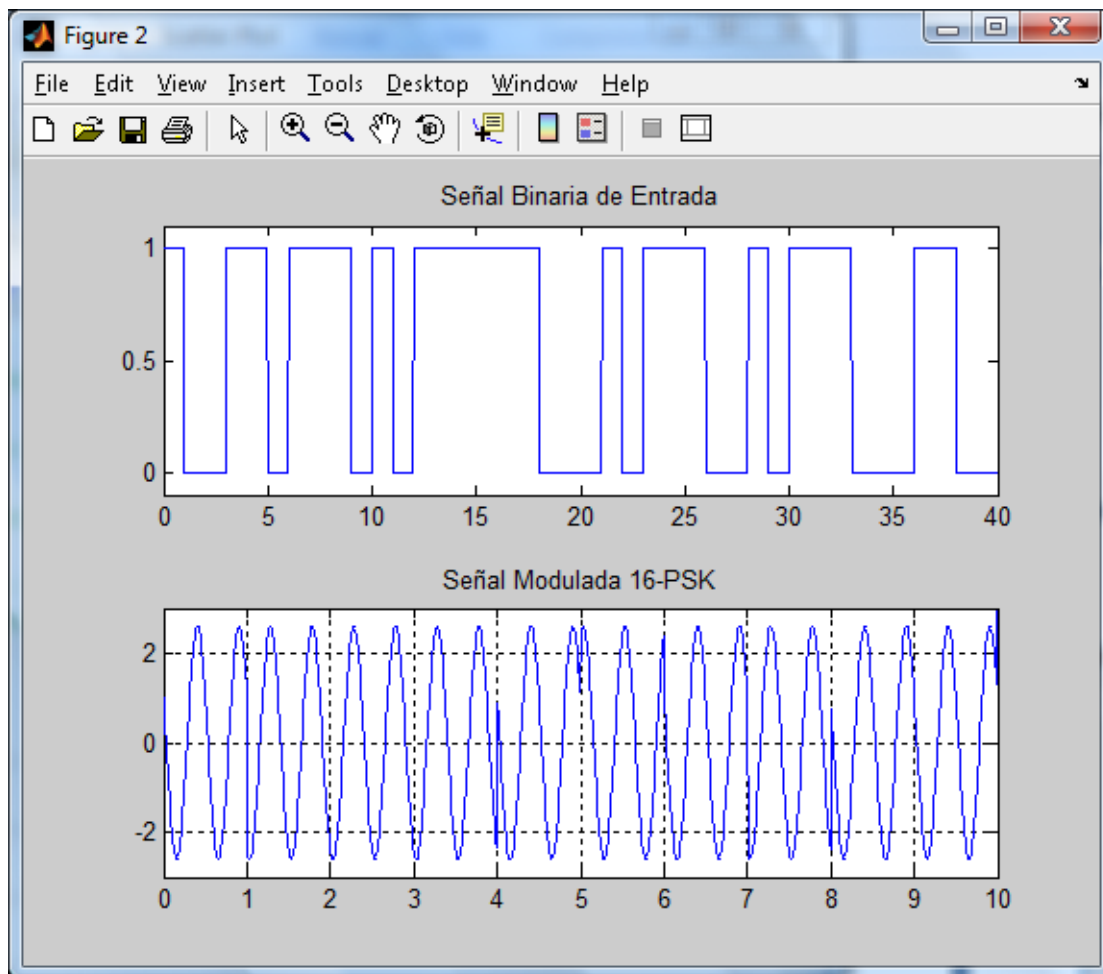 Figure 2
File Edit View Insert Tools Desktop Window Help
Señal Binaria de Entrada
1
0.5
0
0 5 10 15 20 25 30 35 40
Señal Modulada 16-PSK
2
0
-2
0 1 2 3 4 5 6 7 8 9 10